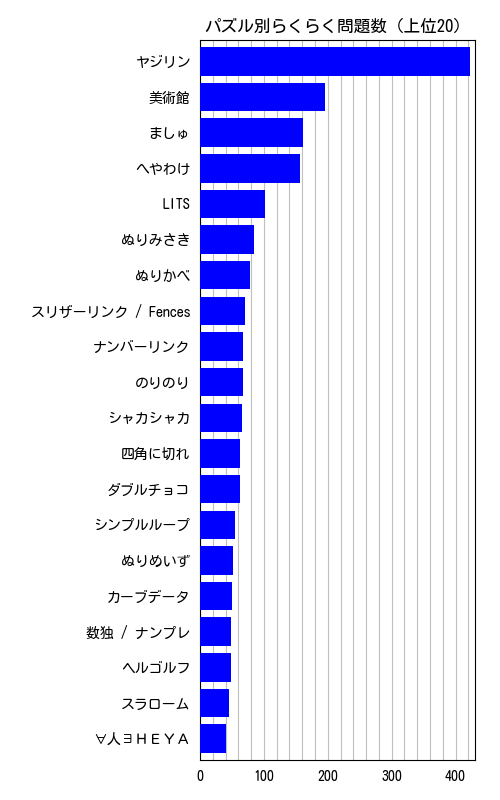 パズル別らくらく問題数（上位20）
ヤジリン
美術館
ましゅ
へやわけ
LITS
ぬりみさき
ぬりかべ
スリザーリンク / Fences
ナンバーリンク
のりのり
シャカシャカ
四角に切れ
ダブルチョコ
シンプルループ
ぬりめいず
カーブデータ
数独 / ナンプレ
ヘルゴルフ
スラローム
∀人ヨＨＥＹＡ
0 100 200 300 400